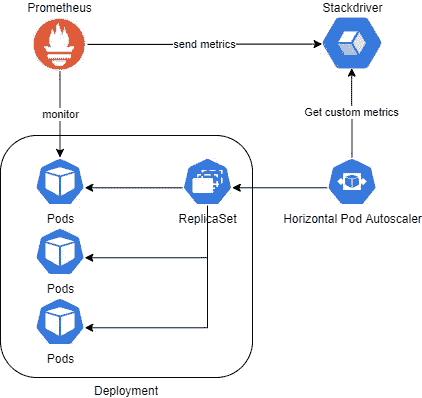 Prometheus
Stackdriver
send metrics
monitor
Get custom metrics
Pods
ReplicaSet
Horizontal Pod Autoscaler
Pods
Pods
Deployment